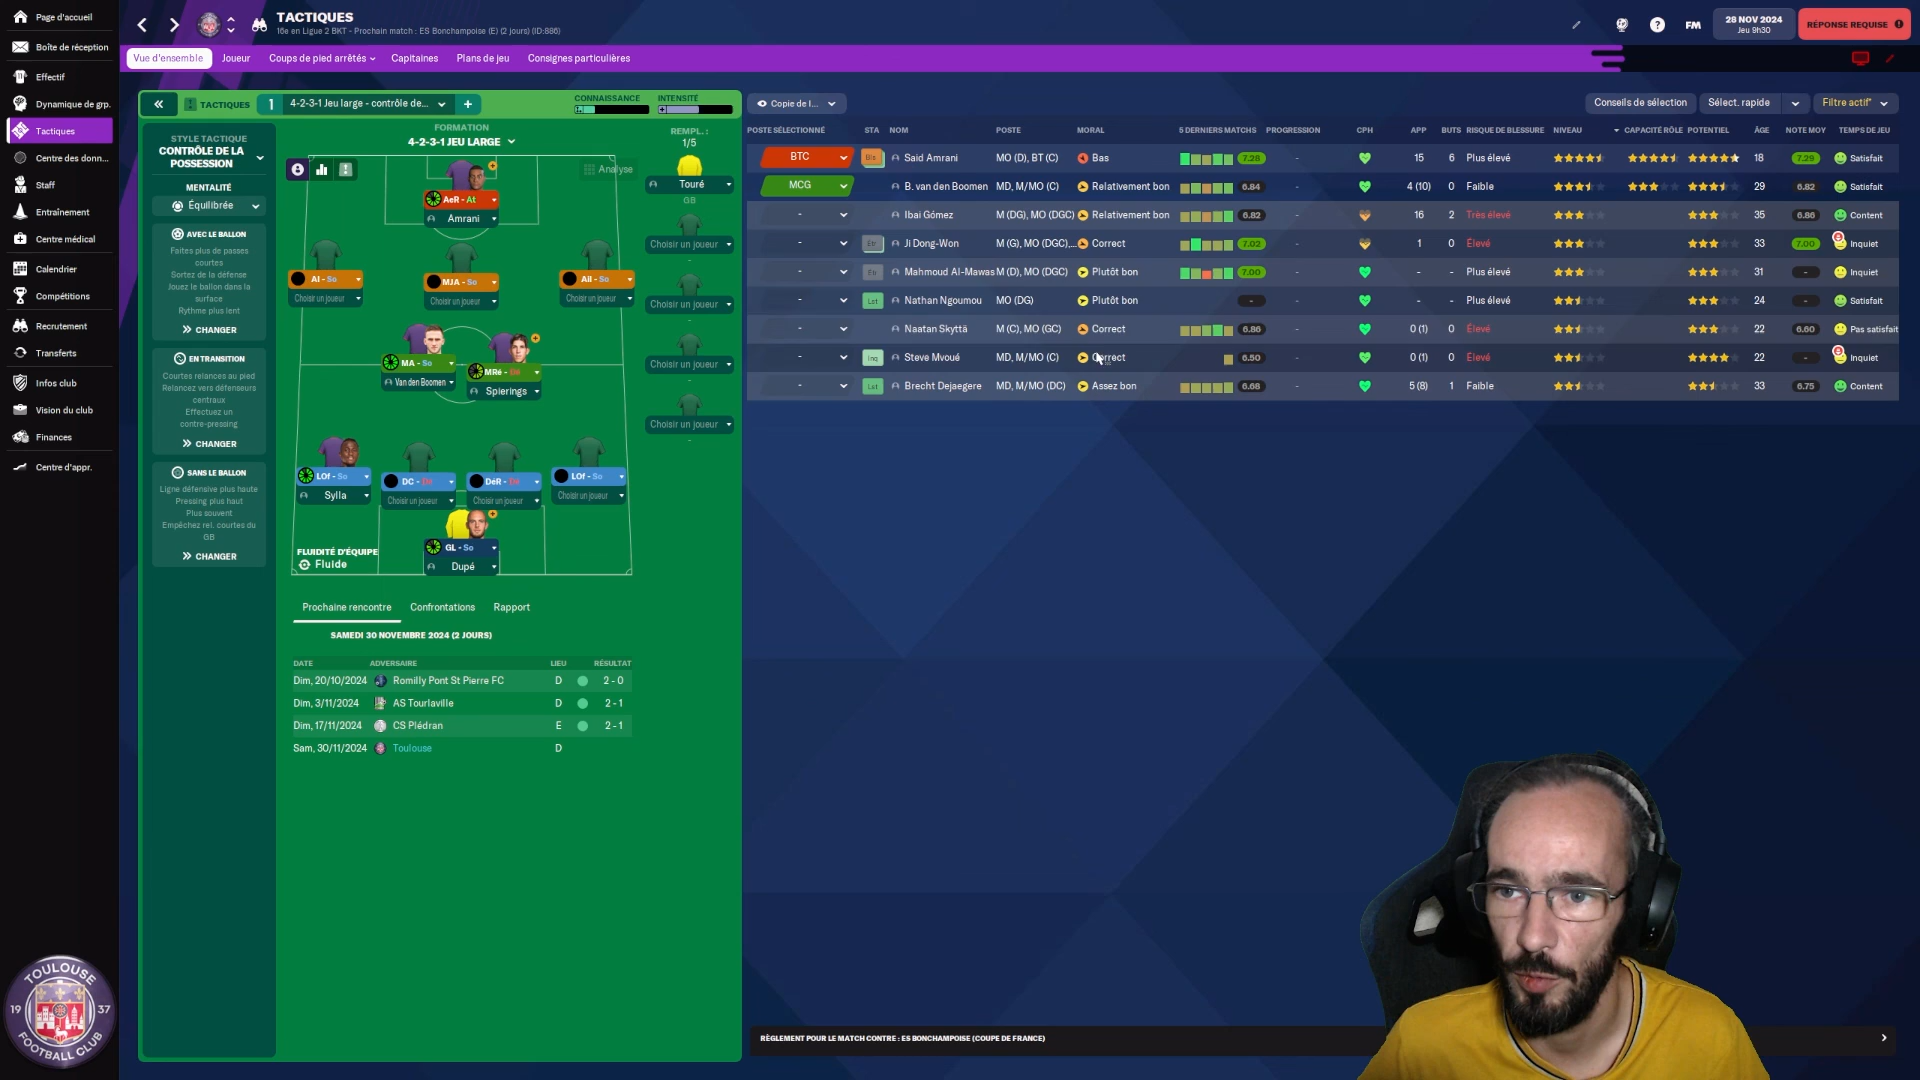 Page d'accueil
Boîte de réception
Effectif
Dynamique de grp.
Tactiques
Centre des donn...
Staff
Entraînement
Centre médical
Calendrier
Compétitions
Recrutement
Transferts
Infos club
Vision du club
Finances
Centre d'appr.
TOULOUSE
19 37
FOOTBALL CLUB
TACTIQUES
16e en Ligue 2 BKT - Prochain match : ES Bonchampoise (E) (2 jours) (ID:886)
FM
28 NOV 2024
Jeu 9h30
RÉPONSE REQUISE
Vue d'ensemble
Joueur
Coups de pied arrêtés
Capitaines
Plans de jeu
Consignes particulières
TACTIQUES
1
4-2-3-1 Jeu large - contrôle de...
CONNAISSANCE
INTENSITÉ
STYLE TACTIQUE
CONTRÔLE DE LA
POSSESSION
MENTALITÉ
Équilibrée
AVEC LE BALLON
Faites plus de passes
courtes
Sortez de la défense
Jouez le ballon dans la
surface
Rythme plus lent
CHANGER
EN TRANSITION
Courtes relances au pied
Relancez vers défenseurs
centraux
Effectuez un
contre-pressing
CHANGER
SANS LE BALLON
Ligne défensive plus haute
Pressing plus haut
Plus souvent
Empêchez rel. courtes du
GB
CHANGER
FORMATION
4-2-3-1 JEU LARGE
Analyse
REMPL. :
1/5
Touré
GB
Choisir un joueur
-
Choisir un joueur
-
Choisir un joueur
-
Choisir un joueur
-
AeR - At
Amrani
AI - So
Choisir un joueur
MJA - So
Choisir un joueur
AII - So
Choisir un joueur
MA - So
Van den Boomen
MRé - Dé
Spierings
LOf - So
Sylla
DC - Dé
Choisir un joueur
DéR - Dé
Choisir un joueur
LOf - So
Choisir un joueur
GL - So
Dupé
FLUIDITÉ D'ÉQUIPE
Fluide
Prochaine rencontre
Confrontations
Rapport
SAMEDI 30 NOVEMBRE 2024 (2 JOURS)
DATE ADVERSAIRE LIEU RÉSULTAT
Dim, 20/10/2024 Romilly Pont St Pierre FC D 2 - 0
Dim, 3/11/2024 AS Tourlaville D 2 - 1
Dim, 17/11/2024 CS Plédran E 2 - 1
Sam, 30/11/2024 Toulouse D
Copie de l...
Conseils de sélection
Sélect. rapide
Filtre actif*
POSTE SÉLECTIONNÉ STA NOM POSTE MORAL 5 DERNIERS MATCHS PROGRESSION CPH APP BUTS RISQUE DE BLESSURE NIVEAU CAPACITÉ RÔLE POTENTIEL ÂGE NOTE MOY TEMPS DE JEU
BTC Bls Said Amrani MO (D), BT (C) Bas 7.28 - 15 6 Plus élevé 18 7.29 Satisfait
MCG B. van den Boomen MD, M/MO (C) Relativement bon 6.84 - 4 (10) 0 Faible 29 6.82 Satisfait
- Ibai Gómez M (DG), MO (DGC) Relativement bon 6.82 - 16 2 Très élevé 35 6.86 Content
- Ji Dong-Won M (G), MO (DGC),... Correct 7.02 - 1 0 Élevé 33 7.00 Inquiet
- Mahmoud Al-Mawas M (D), MO (DGC) Plutôt bon 7.00 - - - Plus élevé 31 - Inquiet
- Lst Nathan Ngoumou MO (DG) Plutôt bon - - - - Plus élevé 24 - Satisfait
- Naatan Skyttä M (C), MO (GC) Correct 6.86 - 0 (1) 0 Élevé 22 6.60 Pas satisfait
- Inq Steve Mvoué MD, M/MO (C) Correct 6.50 - 0 (1) 0 Élevé 22 - Inquiet
- Lst Brecht Dejaegere MD, M/MO (DC) Assez bon 6.68 - 5 (8) 1 Faible 33 6.75 Content
RÈGLEMENT POUR LE MATCH CONTRE : ES BONCHAMPOISE (COUPE DE FRANCE)